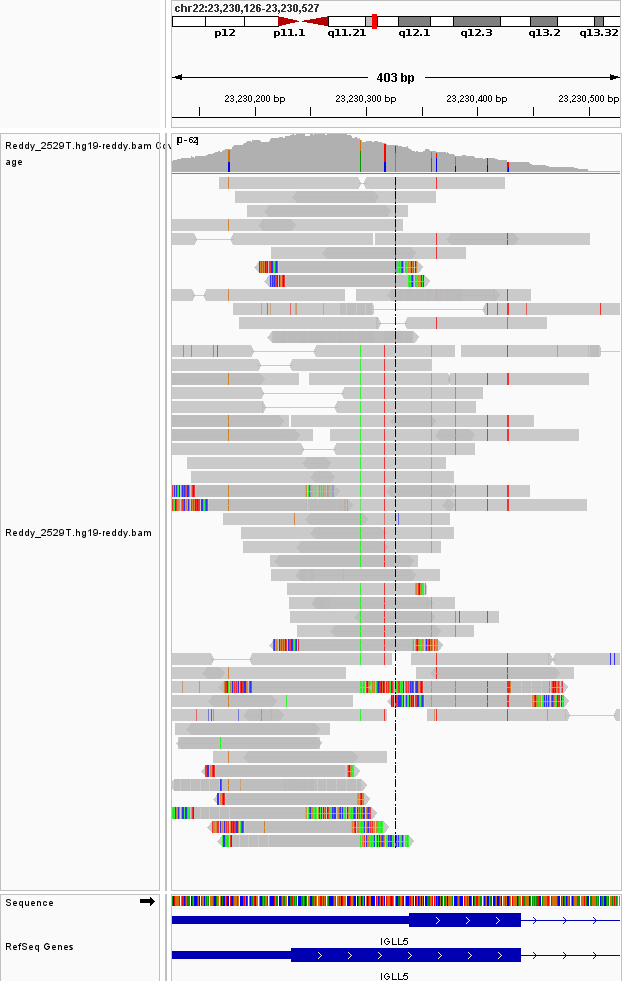 chr22:23,230,126-23,230,527
p12 p11.1 q11.21 q12.1 q12.3 q13.2 q13.32
403 bp
23,230,200 bp 23,230,300 bp 23,230,400 bp 23,230,500 bp
Reddy_2529T.hg19-reddy.bam Cov
age
[0-62]
Reddy_2529T.hg19-reddy.bam
Sequence
IGLL5
RefSeq Genes
IGLL5